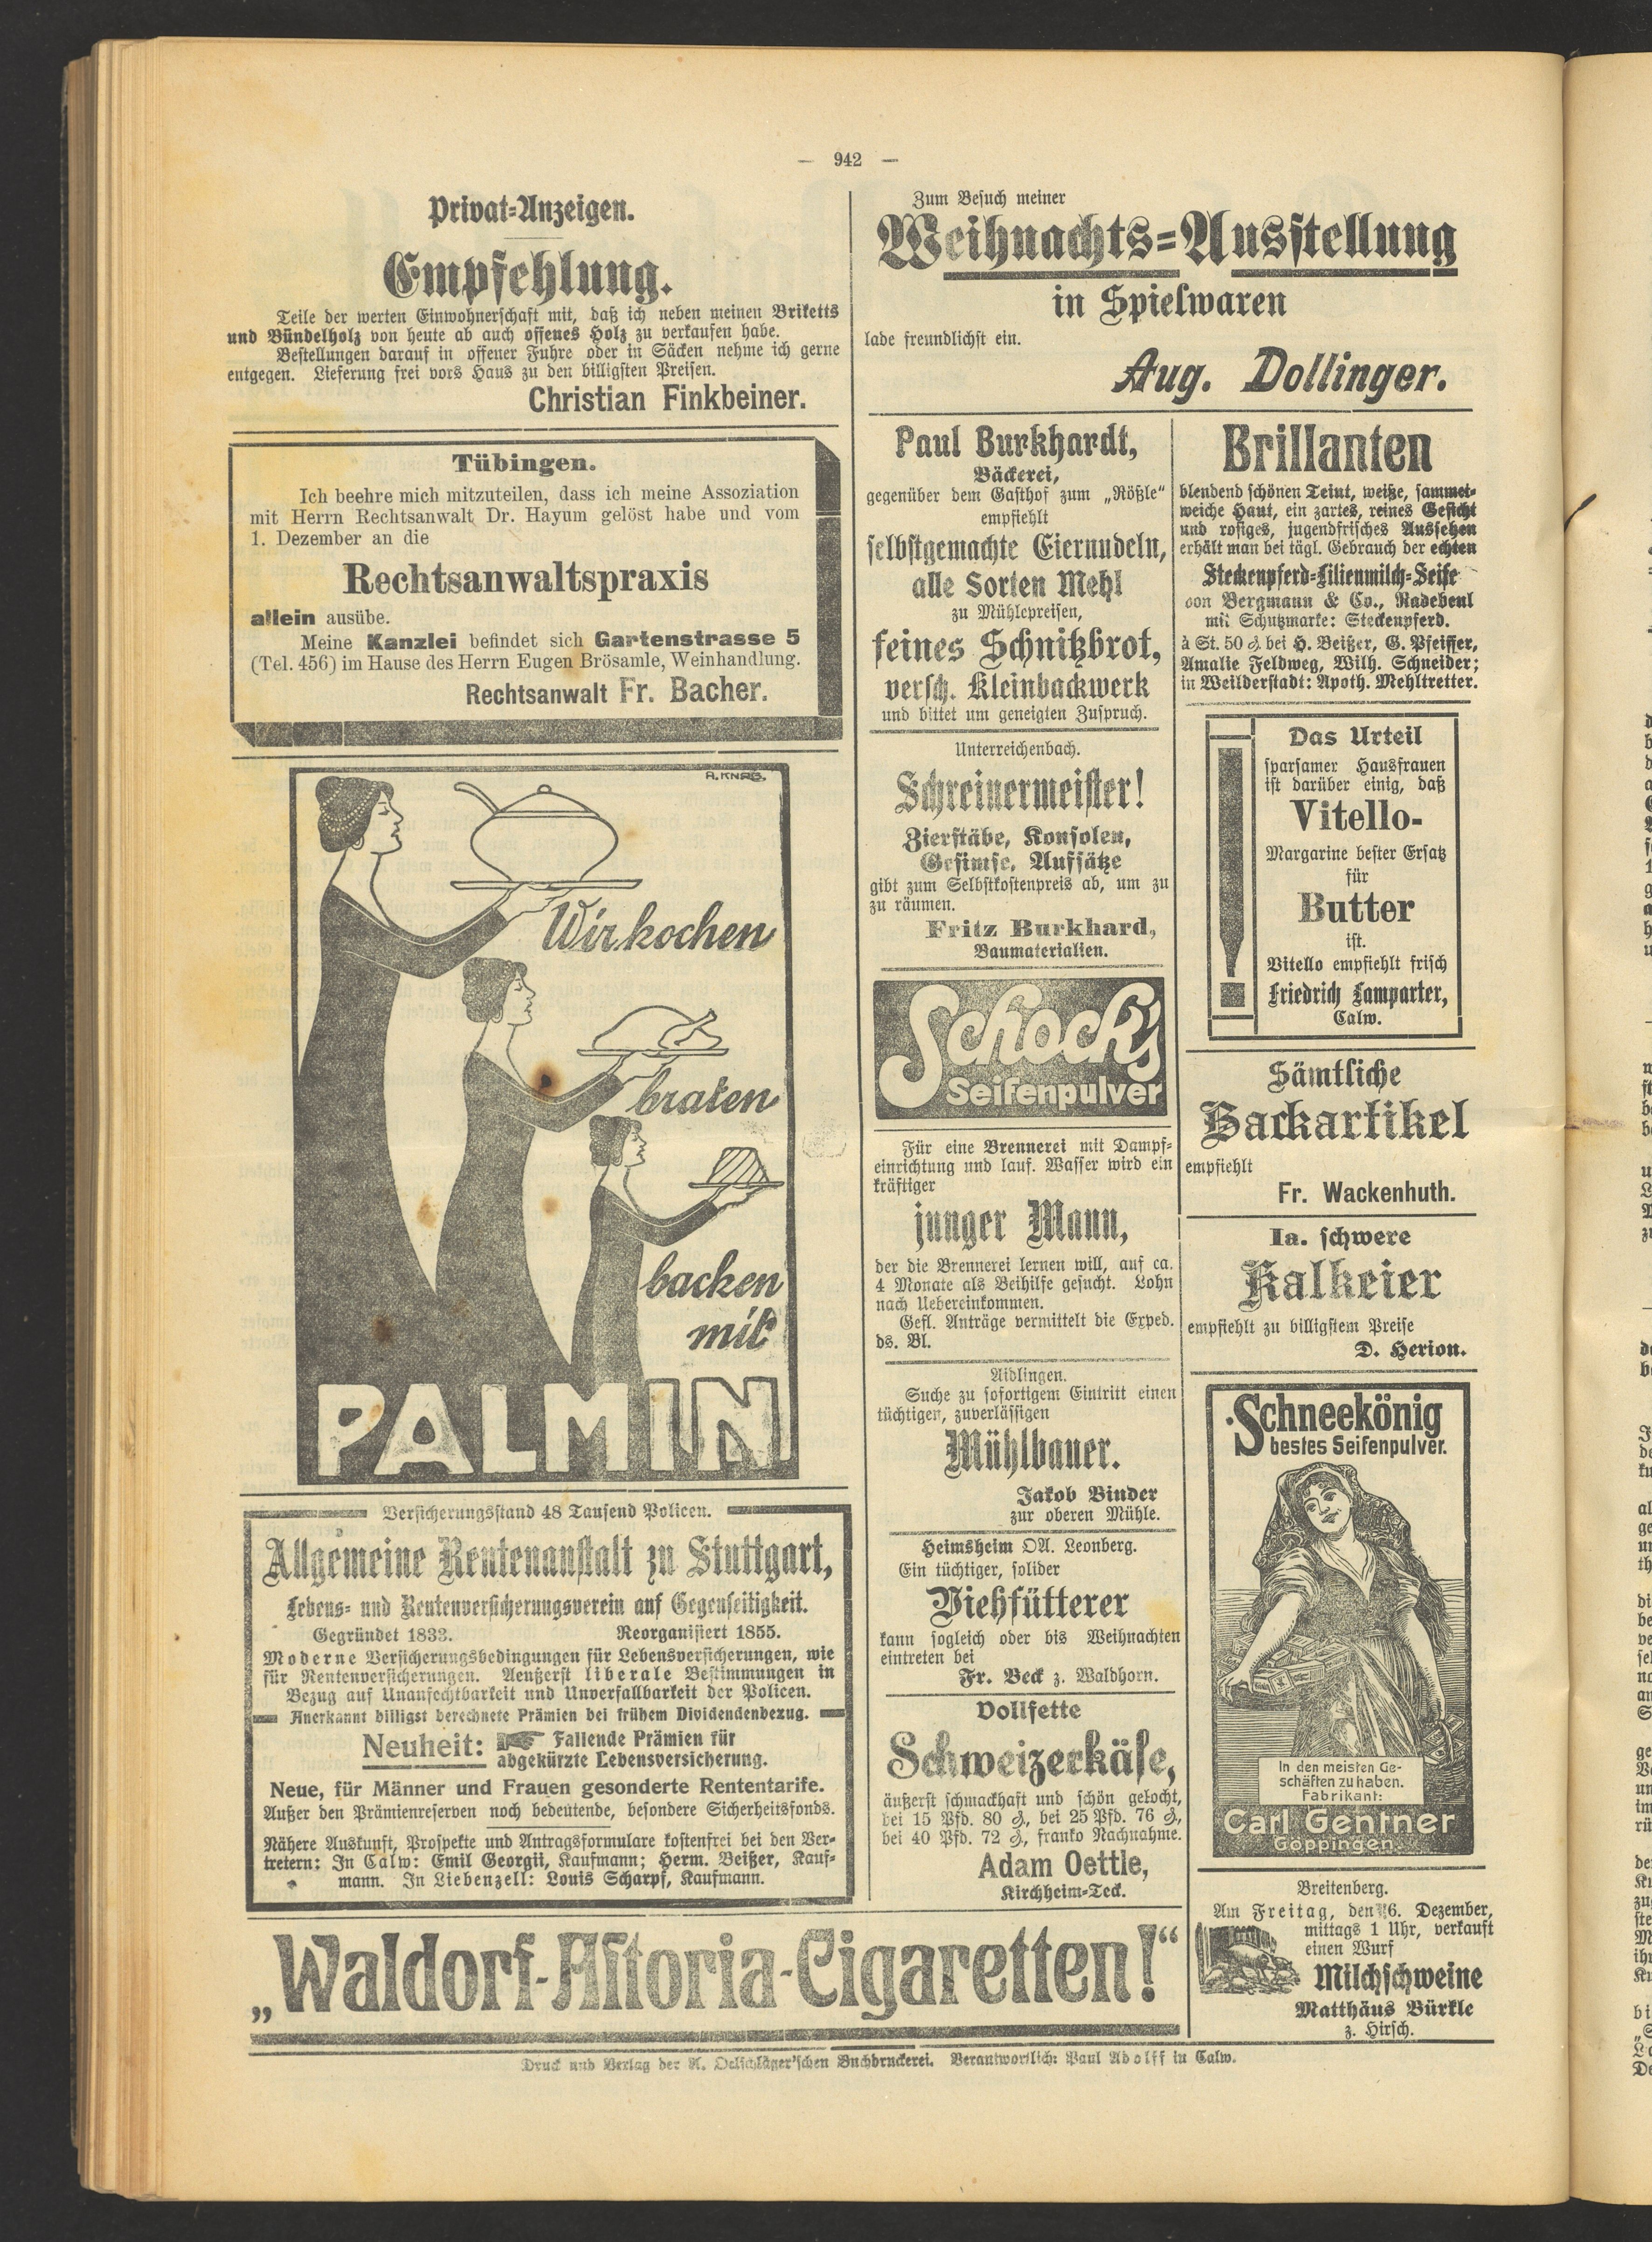 — 942 —
Privat-Anzeigen.
Empfehlung.
Teile der werten Einwohnerschaft mit, daß ich neben meinen Briketts
und Bündelholz von heute ab auch offenes Holz zu verkaufen habe.
Bestellungen darauf in offener Fuhre oder in Säcken nehme ich gerne
entgegen. Lieferung frei vors Haus zu den billigsten Preisen.
Christian Finkbeiner.
Tübingen.
Ich beehre mich mitzuteilen, dass ich meine Assoziation
mit Herrn Rechtsanwalt Dr. Hayum gelöst habe und vom
1. Dezember an die
Rechtsanwaltspraxis
allein ausübe.
Meine Kanzlei befindet sich Gartenstrasse 5
(Tel. 456) im Hause des Herrn Eugen Brösamle, Weinhandlung.
Rechtsanwalt Fr. Bacher.
Wir kochen
braten
backen
mit
PALMIN
Versicherungsstand 48 Tausend Policen.
Allgemeine Rentenanstalt zu Stuttgart,
Lebens- und Rentenversicherungsverein auf Gegenseitigkeit.
Gegründet 1833. Reorganisiert 1855.
Moderne Versicherungsbedingungen für Lebensversicherungen, wie
für Rentenversicherungen. Aeußerst liberale Bestimmungen in
Bezug auf Unanfechtbarkeit und Unverfallbarkeit der Policen.
Anerkannt billigst berechnete Prämien bei frühem Dividendenbezug.
Neuheit: Fallende Prämien für
abgekürzte Lebensversicherung.
Neue, für Männer und Frauen gesonderte Rententarife.
Außer den Prämienreserven noch bedeutende, besondere Sicherheitsfonds.
Nähere Auskunft, Prospekte und Antragsformulare kostenfrei bei den Ver-
tretern: In Calw: Emil Georgii, Kaufmann; Herm. Beißer, Kauf-
mann. In Liebenzell: Louis Scharpf, Kaufmann.
Zum Besuch meiner
Weihnachts-Ausstellung
in Spielwaren
lade freundlichst ein.
Aug. Dollinger.
Paul Burkhardt,
Bäckerei,
gegenüber dem Gasthof zum „Rößle“
empfiehlt
selbstgemachte Eiernudeln,
alle Sorten Mehl
zu Mühlepreisen,
feines Schnitzbrot,
versch. Kleinbackwerk
und bittet um geneigten Zuspruch.
Unterreichenbach.
Schreinermeister!
Zierstäbe, Konsolen,
Gesimse, Aufsätze
gibt zum Selbstkostenpreis ab, um zu
zu räumen.
Fritz Burkhard,
Baumaterialien.
Schock's
Seifenpulver
Für eine Brennerei mit Dampf-
einrichtung und lauf. Wasser wird ein
kräftiger
junger Mann,
der die Brennerei lernen will, auf ca.
4 Monate als Beihilfe gesucht. Lohn
nach Uebereinkommen.
Gefl. Anträge vermittelt die Exped.
ds. Bl.
Aidlingen.
Suche zu sofortigem Eintritt einen
tüchtigen, zuverlässigen
Mühlbauer.
Jakob Binder
zur oberen Mühle.
Heimsheim OA. Leonberg.
Ein tüchtiger, solider
Viehfütterer
kann sogleich oder bis Weihnachten
eintreten bei
Fr. Beck z. Waldhorn.
Vollfette
Schweizerkäse,
äußerst schmackhaft und schön gelocht,
bei 15 Pfd. 80 ₰, bei 25 Pfd. 76 ₰,
bei 40 Pfd. 72 ₰, franko Nachnahme.
Adam Oettle,
Kirchheim-Teck.
Brillanten
blendend schönen Teint, weiße, sammet-
weiche Haut, ein zartes, reines Gesicht
und rosiges, jugendfrisches Aussehen
erhält man bei tägl. Gebrauch der echten
Steckenpferd-Lilienmilch-Seife
von Bergmann & Co., Radebeul
mit Schutzmarke: Steckenpferd.
à St. 50 ₰ bei H. Beißer, G. Pfeiffer,
Amalie Feldweg, Wilh. Schneider;
in Weilderstadt: Apoth. Mehltretter.
Das Urteil
sparsamer Hausfrauen
ist darüber einig, daß
Vitello-
Margarine bester Ersatz
für
Butter
ist.
Vitello empfiehlt frisch
Friedrich Lamparter,
Calw.
Sämtliche
Backartikel
empfiehlt
Fr. Wackenhuth.
Ia. schwere
Kalkeier
empfiehlt zu billigstem Preise
D. Herion.
Schneekönig
bestes Seifenpulver.
In den meisten Ge-
schäften zu haben.
Fabrikant:
Carl Gentner
Göppingen.
Breitenberg.
Am Freitag, den 6. Dezember,
mittags 1 Uhr, verkauft
einen Wurf
Milchschweine
Matthäus Bürkle
z. Hirsch.
„Waldorf-Astoria-Cigaretten!“
Druck und Verlag der A. Oelschläger'schen Buchdruckerei. Verantwortlich: Paul Adolff in Calw.